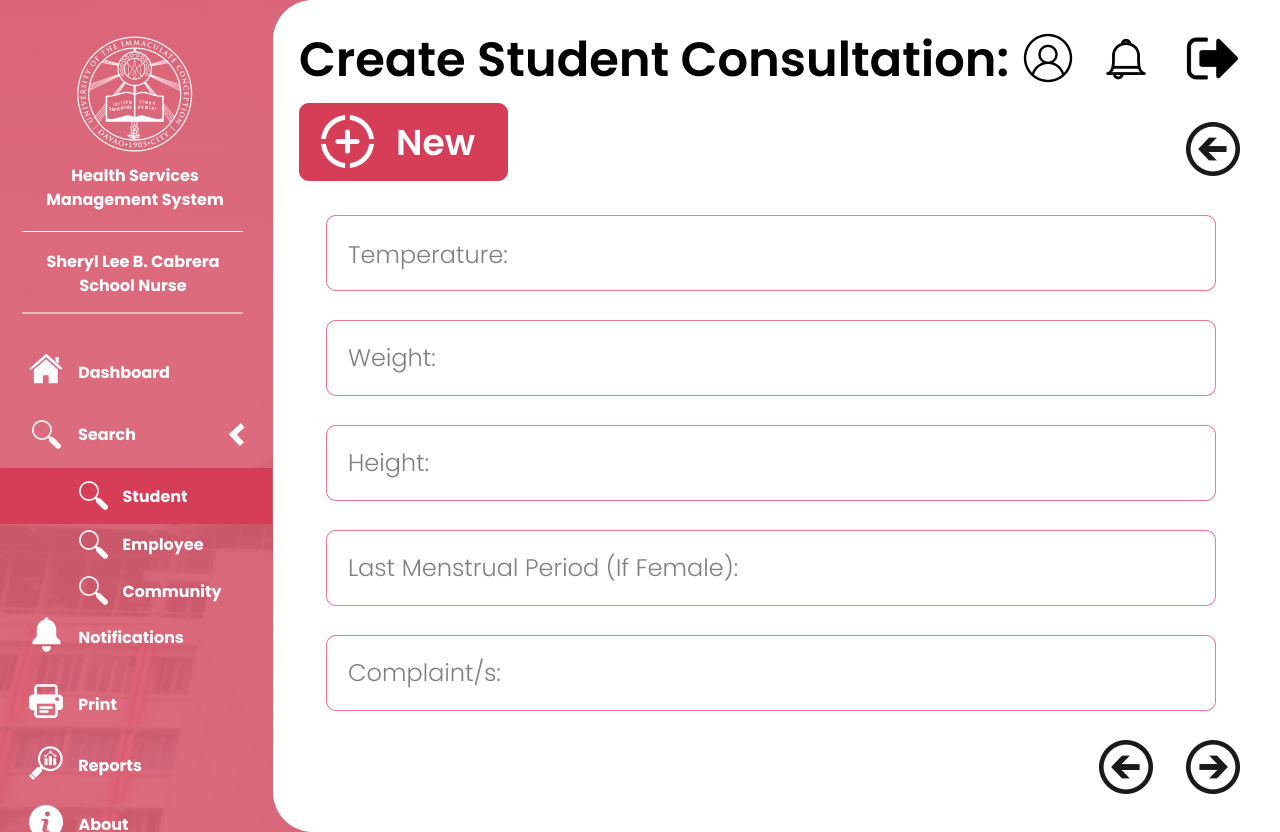 UNIVERSITY OF THE IMMACULATE CONCEPTION
DAVAO • 1905 • CITY
Health Services
Management System
Sheryl Lee B. Cabrera
School Nurse
Dashboard
Search
Student
Employee
Community
Notifications
Print
Reports
About
Create Student Consultation:
New
Temperature:
Weight:
Height:
Last Menstrual Period (If Female):
Complaint/s: